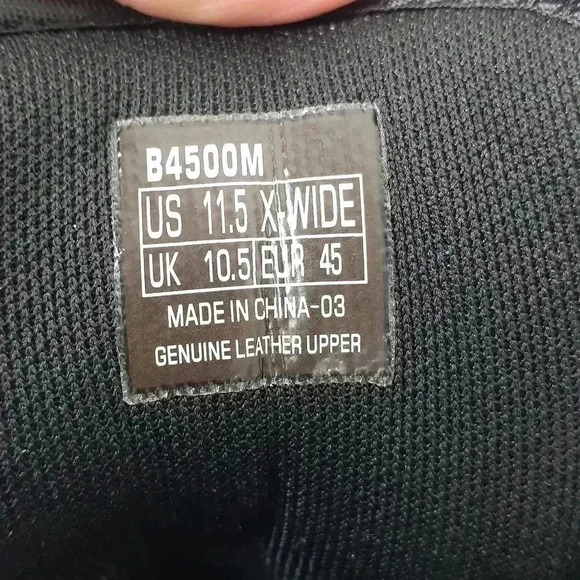 B4500M
US 11.5 X-WIDE
UK 10.5 EUR 45
MADE IN CHINA-03
GENUINE LEATHER UPPER